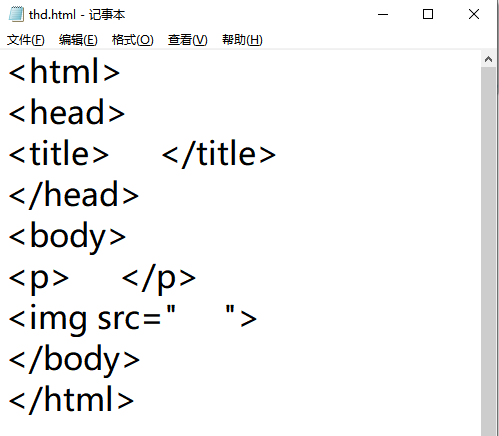 thd.html - 记事本
文件(F) 编辑(E) 格式(O) 查看(V) 帮助(H)
<html>
<head>
<title>      </title>
</head>
<body>
<p>      </p>
<img src="      ">
</body>
</html>